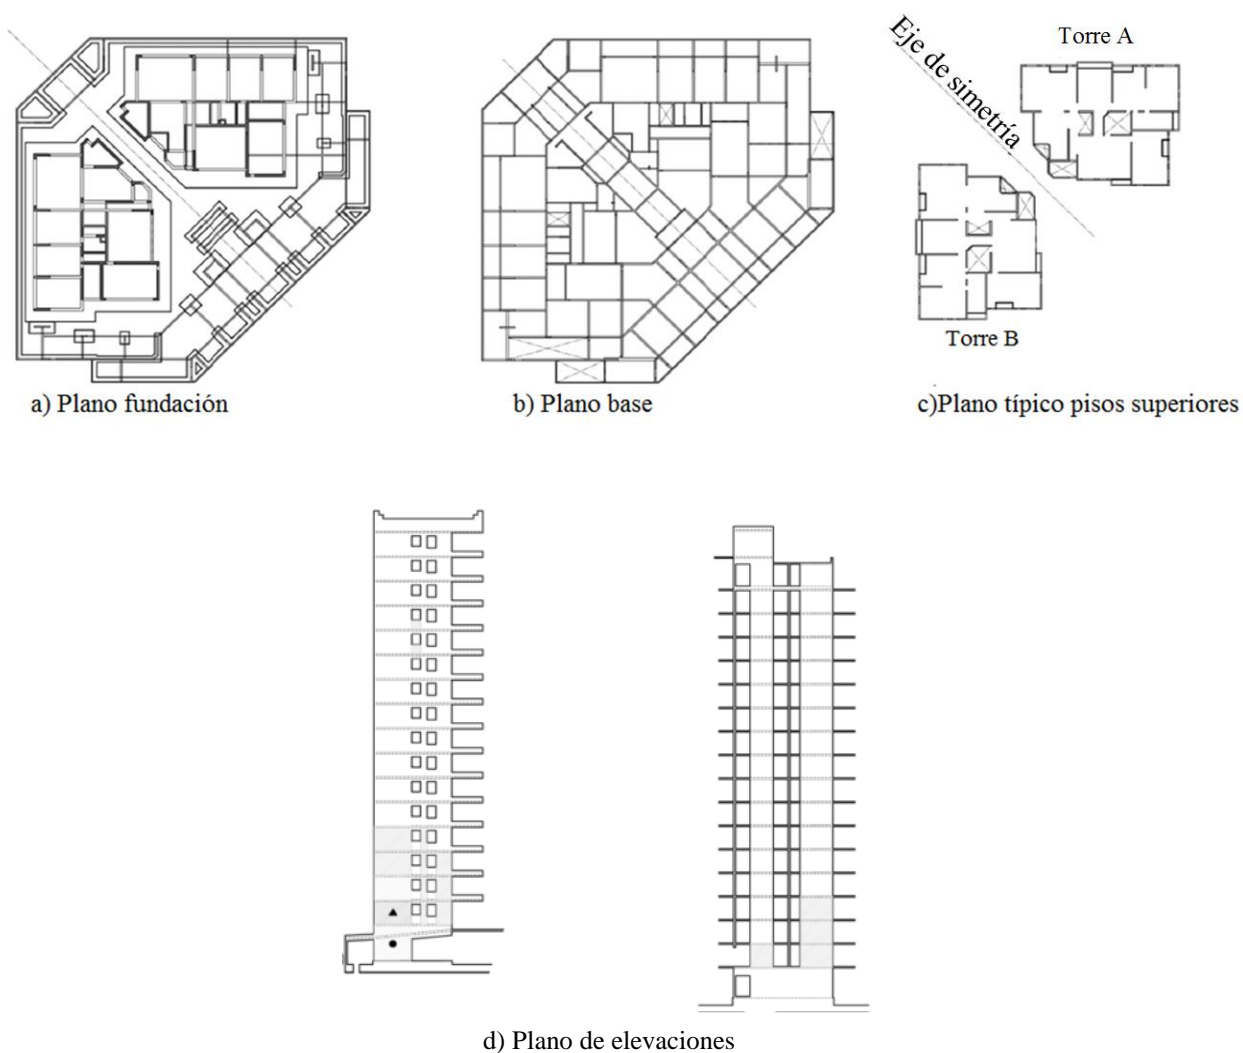 Eje de simetría
Torre A
Torre B
a) Plano fundación
b) Plano base
c)Plano típico pisos superiores
d) Plano de elevaciones